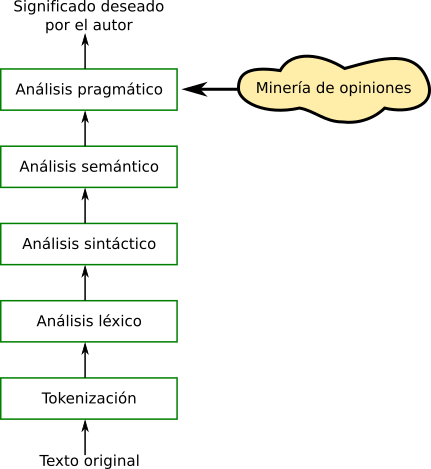 Significado deseado
por el autor
Análisis pragmático
Minería de opiniones
Análisis semántico
Análisis sintáctico
Análisis léxico
Tokenización
Texto original